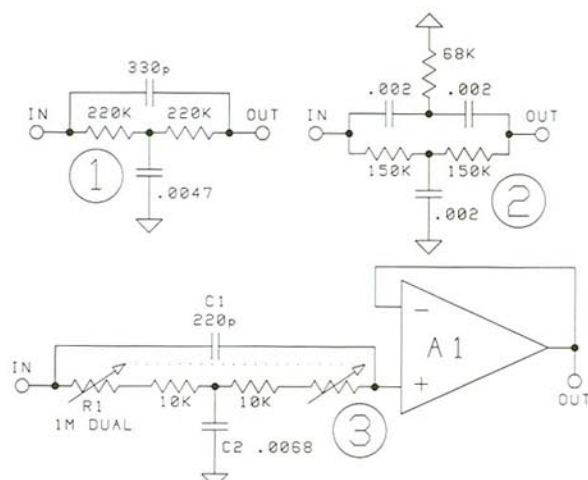 330p
IN
220K
220K
OUT
1
.0047
68K
.002
.002
IN
OUT
150K
150K
2
.002
C1
220p
IN
R1
1M DUAL
10K
10K
3
C2 .0068
−
A1
+
OUT